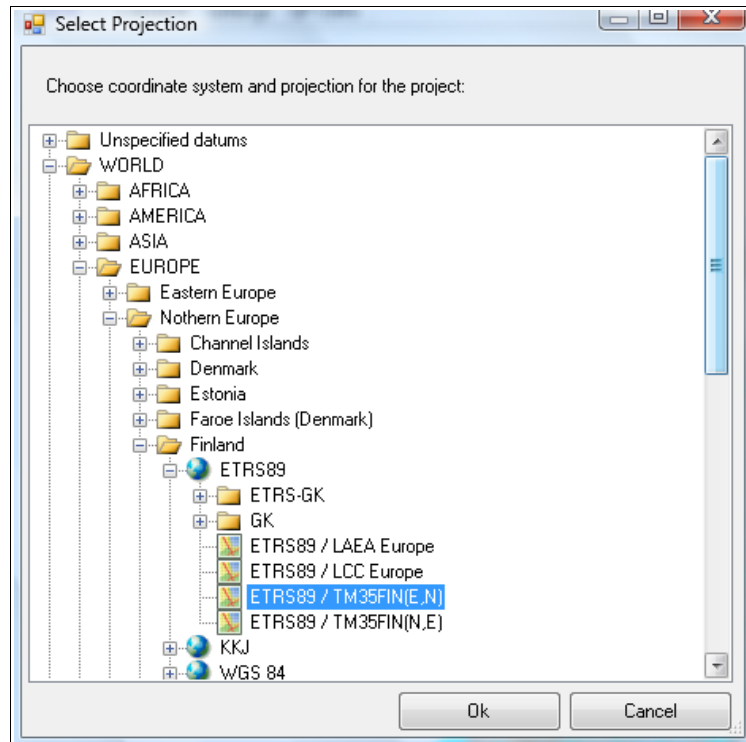 Select Projection
Choose coordinate system and projection for the project:
Unspecified datums
WORLD
AFRICA
AMERICA
ASIA
EUROPE
Eastern Europe
Nothern Europe
Channel Islands
Denmark
Estonia
Faroe Islands (Denmark)
Finland
ETRS89
ETRS-GK
GK
ETRS89 / LAEA Europe
ETRS89 / LCC Europe
ETRS89 / TM35FIN(E,N)
ETRS89 / TM35FIN(N,E)
KKJ
WGS 84
Ok Cancel